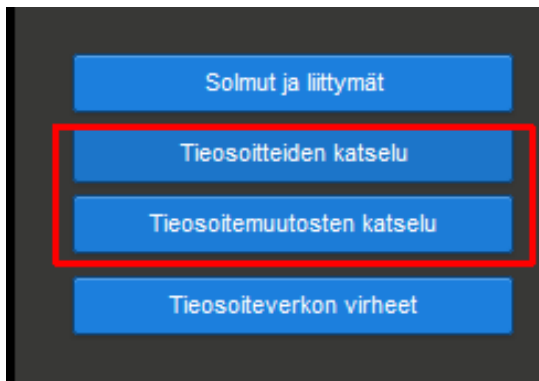 Solmut ja liittymät
Tieosoitteiden katselu
Tieosoitemuutosten katselu
Tieosoiteverkon virheet